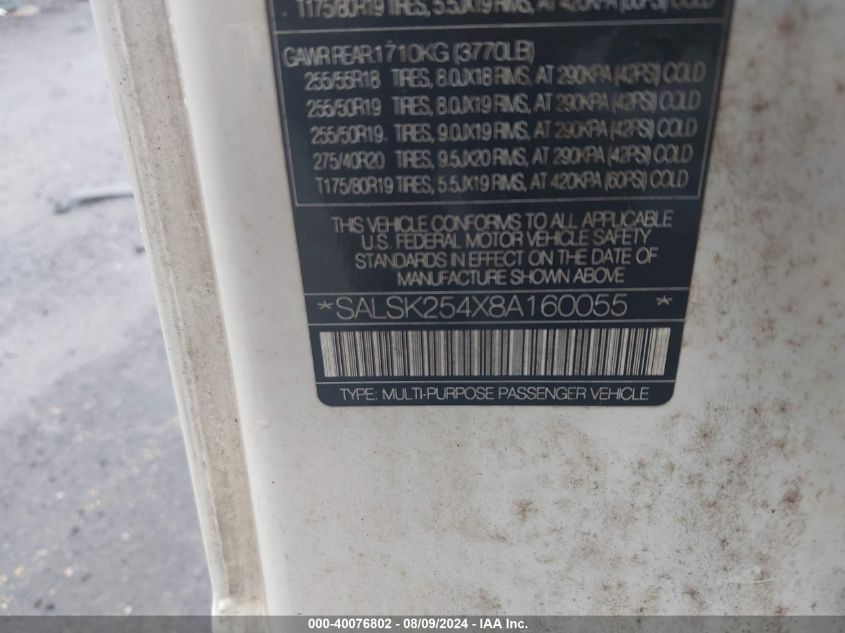 T175/80R19 TIRES, 5.5JX19 RIMS, AT 420KPA (60PSI) COLD
GAWR REAR:1710KG (3770LB)
255/55R18 TIRES, 8.0JX18 RIMS, AT 290KPA (42PSI) COLD
255/50R19 TIRES, 8.0JX19 RIMS, AT 290KPA (42PSI) COLD
255/50R19 TIRES, 9.0JX19 RIMS, AT 290KPA (42PSI) COLD
275/40R20 TIRES, 9.5JX20 RIMS, AT 290KPA (42PSI) COLD
T175/80R19 TIRES, 5.5JX19 RIMS, AT 420KPA (60PSI) COLD
THIS VEHICLE CONFORMS TO ALL APPLICABLE
U.S. FEDERAL MOTOR VEHICLE SAFETY
STANDARDS IN EFFECT ON THE DATE OF
MANUFACTURE SHOWN ABOVE
*SALSK254X8A160055 *
TYPE: MULTI-PURPOSE PASSENGER VEHICLE
000-40076802 - 08/09/2024 - IAA Inc.